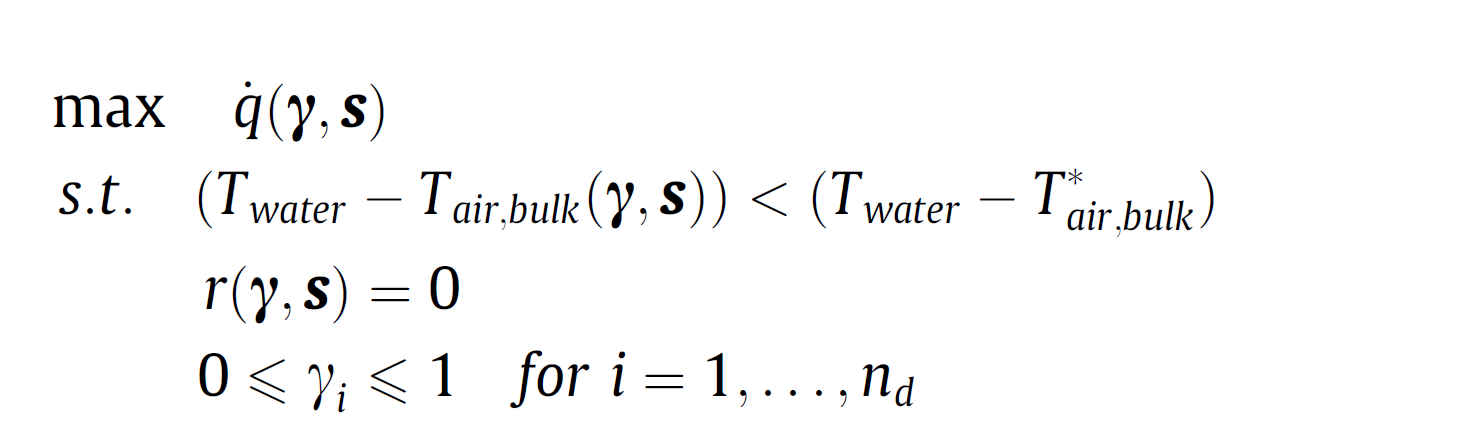 max q̇(γ, s)
s.t. (T_water − T_air,bulk(γ, s)) < (T_water − T*_air,bulk)
r(γ, s) = 0
0 ⩽ γ_i ⩽ 1 for i = 1, . . . , n_d